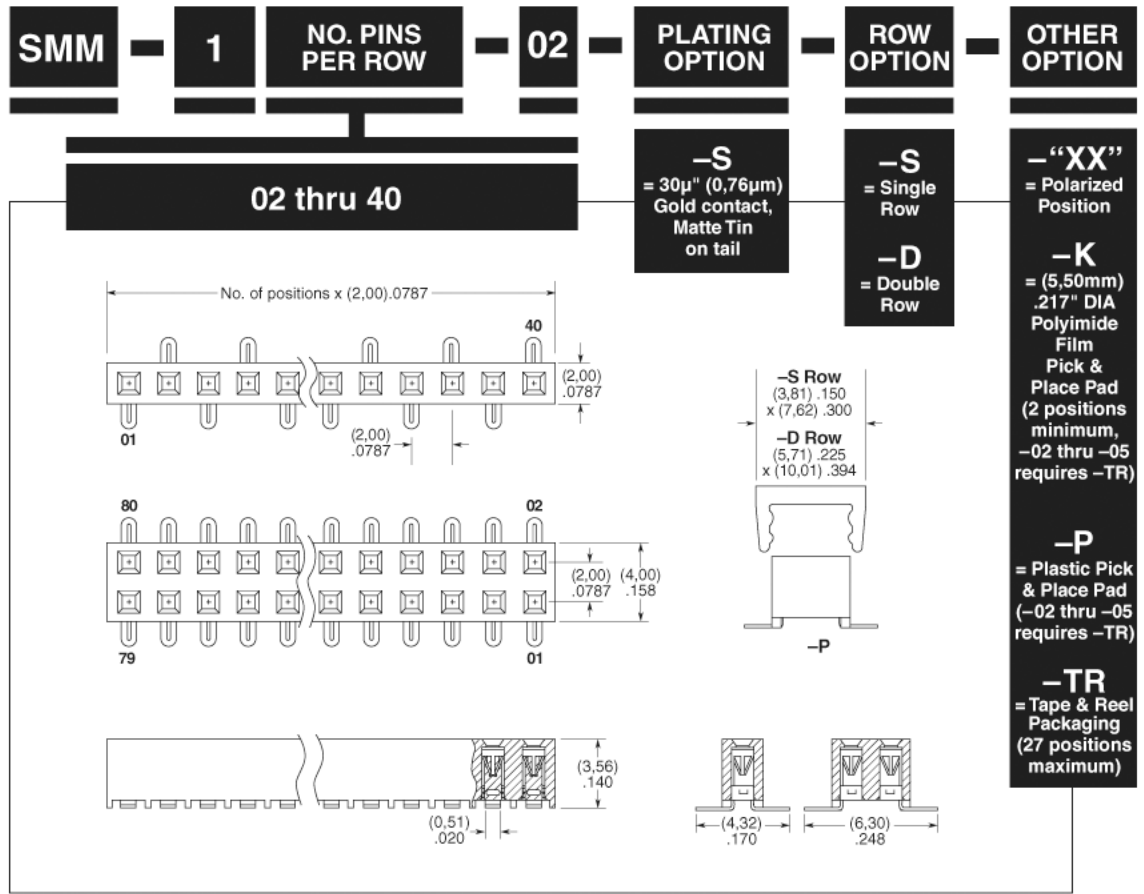 SMM
1
NO. PINS
PER ROW
02
PLATING
OPTION
ROW
OPTION
OTHER
OPTION
02 thru 40
–S
= 30µ" (0,76µm)
Gold contact,
Matte Tin
on tail
–S
= Single
Row
–D
= Double
Row
–“XX”
= Polarized
Position
–K
= (5,50mm)
.217" DIA
Polyimide
Film
Pick &
Place Pad
(2 positions
minimum,
–02 thru –05
requires –TR)
–P
= Plastic Pick
& Place Pad
(–02 thru –05
requires –TR)
–TR
= Tape & Reel
Packaging
(27 positions
maximum)
No. of positions x (2,00).0787
40
(2,00)
.0787
01
(2,00)
.0787
–S Row
(3,81) .150
x (7,62) .300
–D Row
(5,71) .225
x (10,01) .394
–P
80
02
(2,00)
.0787
(4,00)
.158
79
01
(3,56)
.140
(0,51)
.020
(4,32)
.170
(6,30)
.248